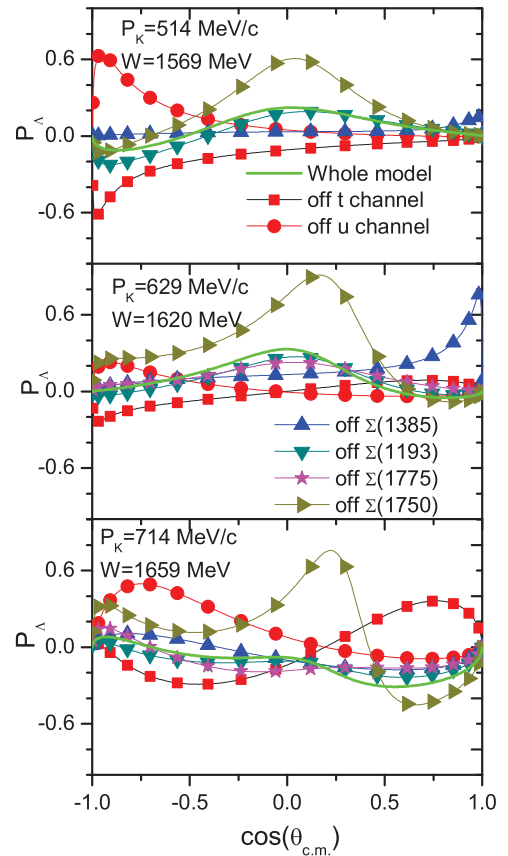 P_K=514 MeV/c
W=1569 MeV
0.6
0.0
-0.6
P_Λ
Whole model
off t channel
off u channel
P_K=629 MeV/c
W=1620 MeV
0.6
0.0
-0.6
P_Λ
off Σ(1385)
off Σ(1193)
off Σ(1775)
off Σ(1750)
P_K=714 MeV/c
W=1659 MeV
0.6
0.0
-0.6
P_Λ
-1.0 -0.5 0.0 0.5 1.0
cos(θ_c.m.)